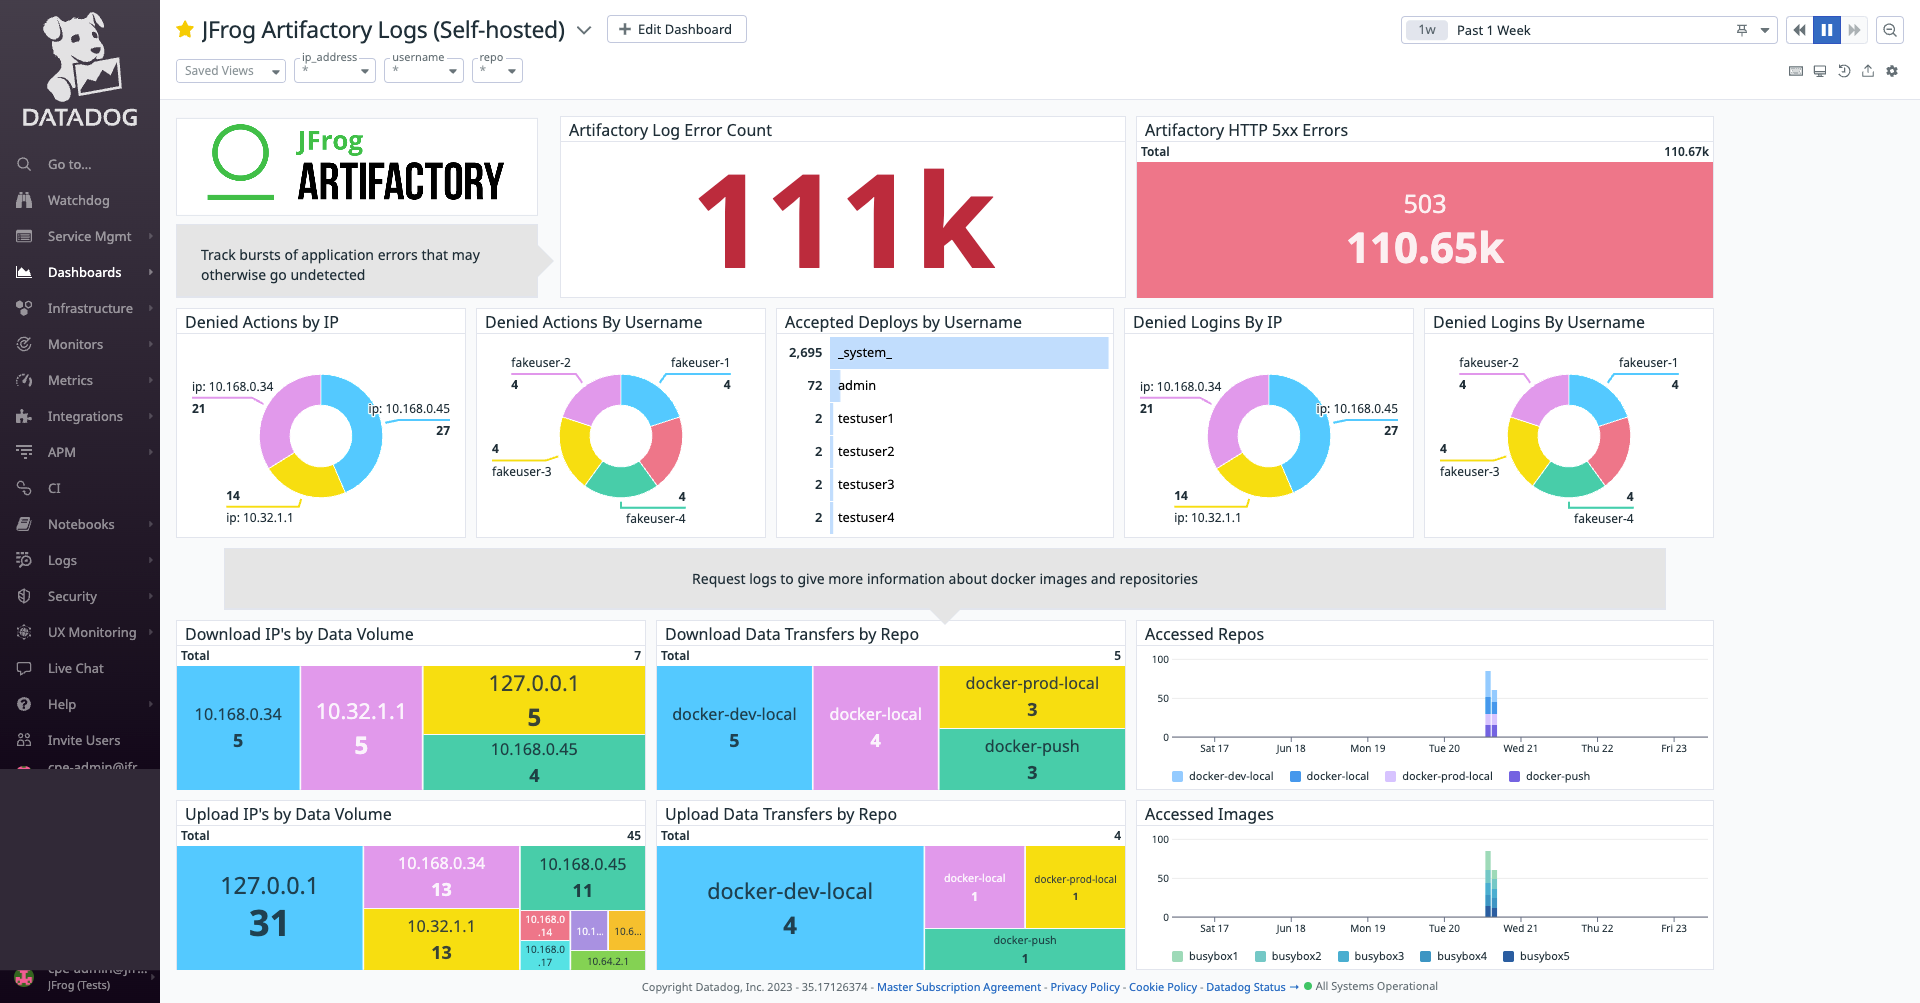 DATADOG
Go to...
Watchdog
Service Mgmt
Dashboards
Infrastructure
Monitors
Metrics
Integrations
APM
CI
Notebooks
Logs
Security
UX Monitoring
Live Chat
Help
Invite Users
cpe-admin@jfr
cpe-admin@jfr...
JFrog (Tests)
JFrog Artifactory Logs (Self-hosted)
Edit Dashboard
1w Past 1 Week
Saved Views
ip_address
*
username
*
repo
*
JFrog
ARTIFACTORY
Track bursts of application errors that may
otherwise go undetected
Artifactory Log Error Count
111k
Artifactory HTTP 5xx Errors
Total 110.67k
503
110.65k
Denied Actions by IP
ip: 10.168.0.34
21
ip: 10.168.0.45
27
14
ip: 10.32.1.1
Denied Actions By Username
fakeuser-2
4
fakeuser-1
4
4
fakeuser-3
4
fakeuser-4
Accepted Deploys by Username
2,695 _system_
72 admin
2 testuser1
2 testuser2
2 testuser3
2 testuser4
Denied Logins By IP
ip: 10.168.0.34
21
ip: 10.168.0.45
27
14
ip: 10.32.1.1
Denied Logins By Username
fakeuser-2
4
fakeuser-1
4
4
fakeuser-3
4
fakeuser-4
Request logs to give more information about docker images and repositories
Download IP's by Data Volume
Total 7
10.168.0.34
5
10.32.1.1
5
127.0.0.1
5
10.168.0.45
4
Download Data Transfers by Repo
Total 5
docker-dev-local
5
docker-local
4
docker-prod-local
3
docker-push
3
Accessed Repos
100
50
0
Sat 17 Jun 18 Mon 19 Tue 20 Wed 21 Thu 22 Fri 23
docker-dev-local docker-local docker-prod-local docker-push
Upload IP's by Data Volume
Total 45
127.0.0.1
31
10.168.0.34
13
10.32.1.1
13
10.168.0.45
11
10.168.0
.14
10.1...
10.6...
10.168.0
.17
10.64.2.1
Upload Data Transfers by Repo
Total 4
docker-dev-local
4
docker-local
1
docker-prod-local
1
docker-push
1
Accessed Images
100
50
0
Sat 17 Jun 18 Mon 19 Tue 20 Wed 21 Thu 22 Fri 23
busybox1 busybox2 busybox3 busybox4 busybox5
Copyright Datadog, Inc. 2023 - 35.17126374 - Master Subscription Agreement - Privacy Policy - Cookie Policy - Datadog Status → All Systems Operational